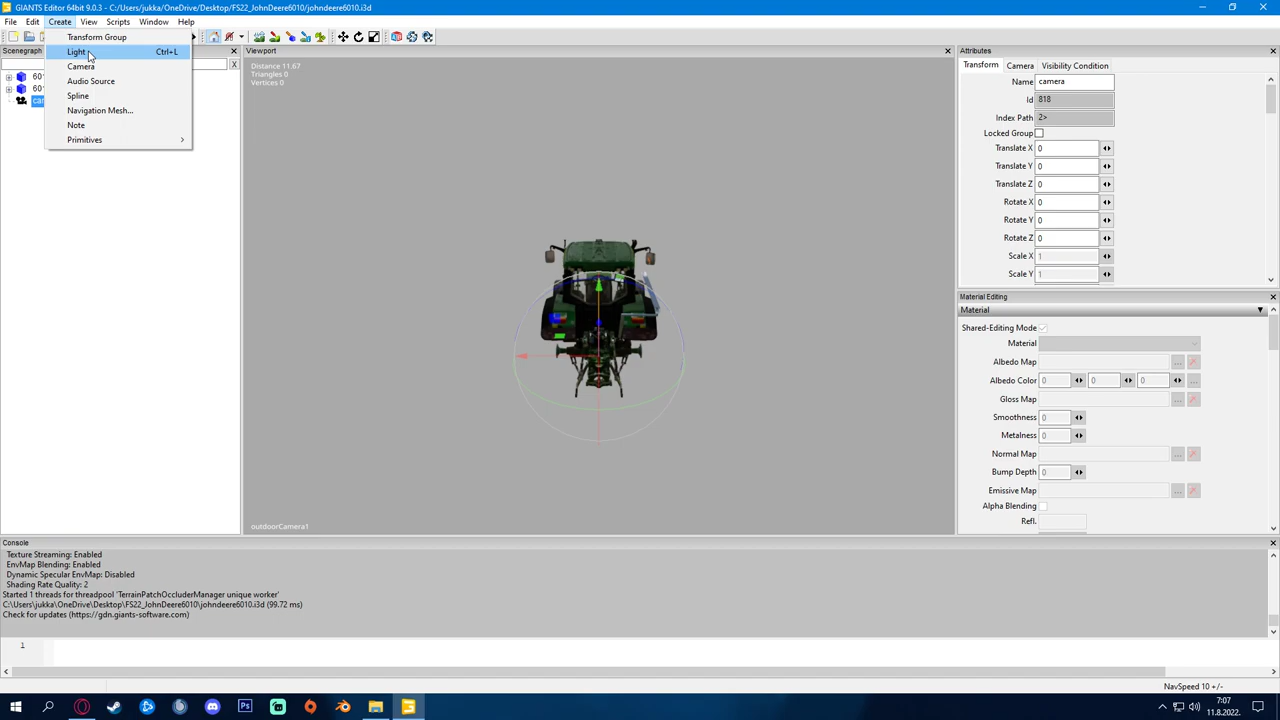 GIANTS Editor 64bit 9.0.3 - C:/Users/jukka/OneDrive/Desktop/FS22_JohnDeere6010/johndeere6010.i3d
File Edit Create View Scripts Window Help
Transform Group
Light Ctrl+L
Camera
Audio Source
Spline
Navigation Mesh...
Note
Primitives
Scenegraph
X
60
60
Viewport
Distance 11.67
Triangles 0
Vertices 0
outdoorCamera1
Attributes
Transform Camera Visibility Condition
Name camera
Id 818
Index Path 2>
Locked Group
Translate X 0
Translate Y 0
Translate Z 0
Rotate X 0
Rotate Y 0
Rotate Z 0
Scale X 1
Scale Y 1
Material Editing
Material
Shared-Editing Mode
Material
Albedo Map ...
Albedo Color 0 0 0 ...
Gloss Map ...
Smoothness 0
Metalness 0
Normal Map ...
Bump Depth 0
Emissive Map ...
Alpha Blending
Refl.
Console
Texture Streaming: Enabled
EnvMap Blending: Enabled
Dynamic Specular EnvMap: Disabled
Shading Rate Quality: 2
Started 1 threads for threadpool 'TerrainPatchOccluderManager unique worker'
C:\Users\jukka\OneDrive\Desktop\FS22_JohnDeere6010\johndeere6010.i3d (99.72 ms)
Check for updates (https://gdn.giants-software.com)
1
NavSpeed 10 +/-
7:07
11.8.2022.